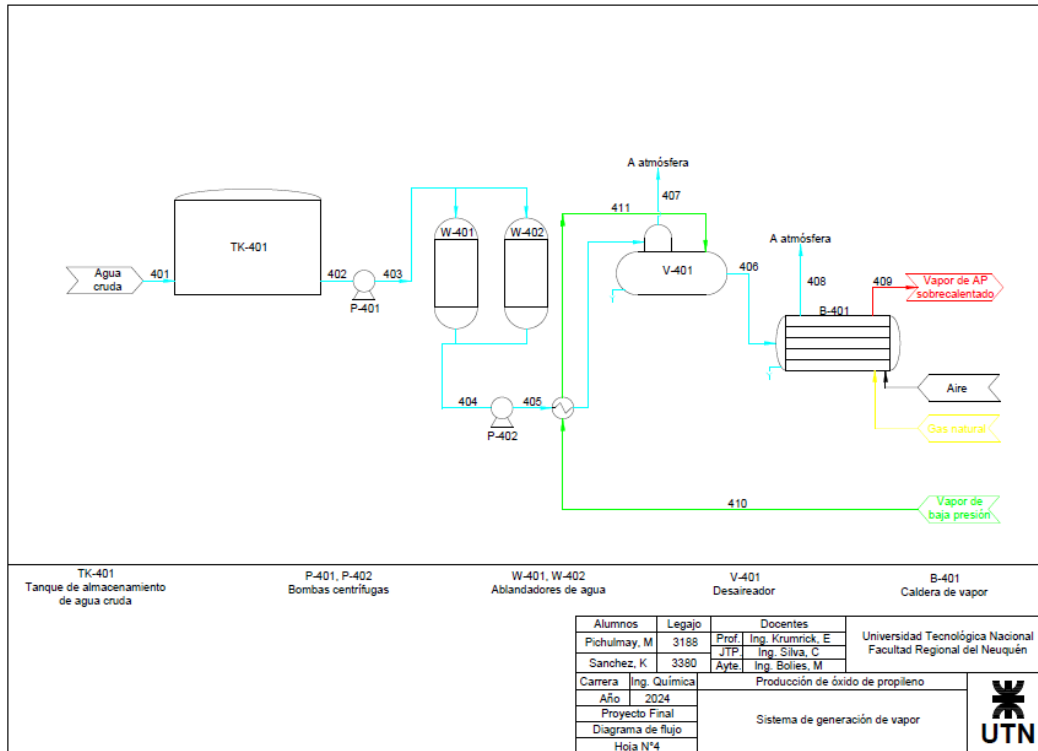 A atmósfera
407
411
W-401
W-402
TK-401
A atmósfera
V-401
406
Agua
cruda
401
402
403
P-401
408
409
Vapor de AP
sobrecalentado
B-401
Aire
404
405
P-402
Gas natural
410
Vapor de
baja presión
TK-401
Tanque de almacenamiento
de agua cruda
P-401, P-402
Bombas centrífugas
W-401, W-402
Ablandadores de agua
V-401
Desaireador
B-401
Caldera de vapor
Alumnos Legajo Docentes
Pichulmay, M 3188 Prof. Ing. Krumrick, E
JTP. Ing. Silva, C
Sanchez, K 3380 Ayte. Ing. Bolies, M
Universidad Tecnológica Nacional
Facultad Regional del Neuquén
Carrera Ing. Química Producción de óxido de propileno
Año 2024
Proyecto Final
Diagrama de flujo
Hoja N°4
Sistema de generación de vapor
UTN